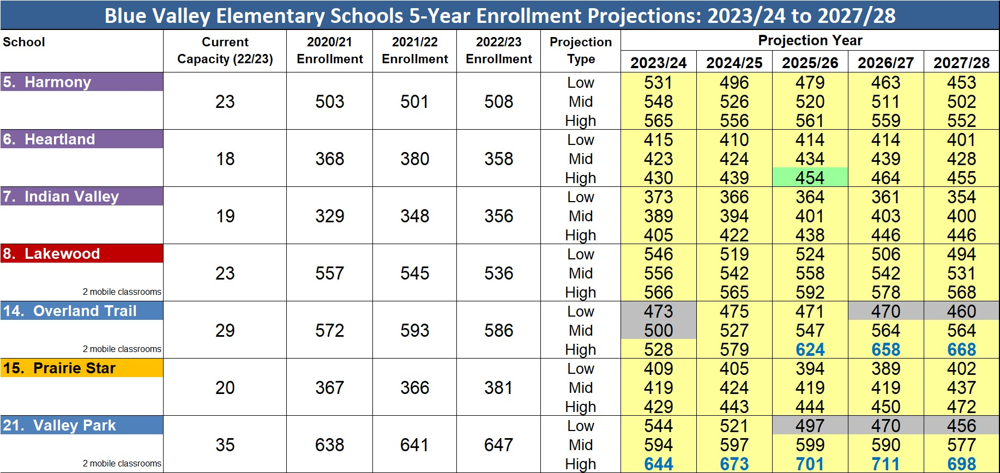 Blue Valley Elementary Schools 5-Year Enrollment Projections: 2023/24 to 2027/28
School Current Capacity (22/23) 2020/21 Enrollment 2021/22 Enrollment 2022/23 Enrollment Projection Type Projection Year
2023/24 2024/25 2025/26 2026/27 2027/28
5. Harmony Low 531 496 479 463 453
23 503 501 508 Mid 548 526 520 511 502
High 565 556 561 559 552
6. Heartland Low 415 410 414 414 401
18 368 380 358 Mid 423 424 434 439 428
High 430 439 454 464 455
7. Indian Valley Low 373 366 364 361 354
19 329 348 356 Mid 389 394 401 403 400
High 405 422 438 446 446
8. Lakewood Low 546 519 524 506 494
23 557 545 536 Mid 556 542 558 542 531
2 mobile classrooms High 566 565 592 578 568
14. Overland Trail Low 473 475 471 470 460
29 572 593 586 Mid 500 527 547 564 564
2 mobile classrooms High 528 579 624 658 668
15. Prairie Star Low 409 405 394 389 402
20 367 366 381 Mid 419 424 419 419 437
High 429 443 444 450 472
21. Valley Park Low 544 521 497 470 456
35 638 641 647 Mid 594 597 599 590 577
2 mobile classrooms High 644 673 701 711 698